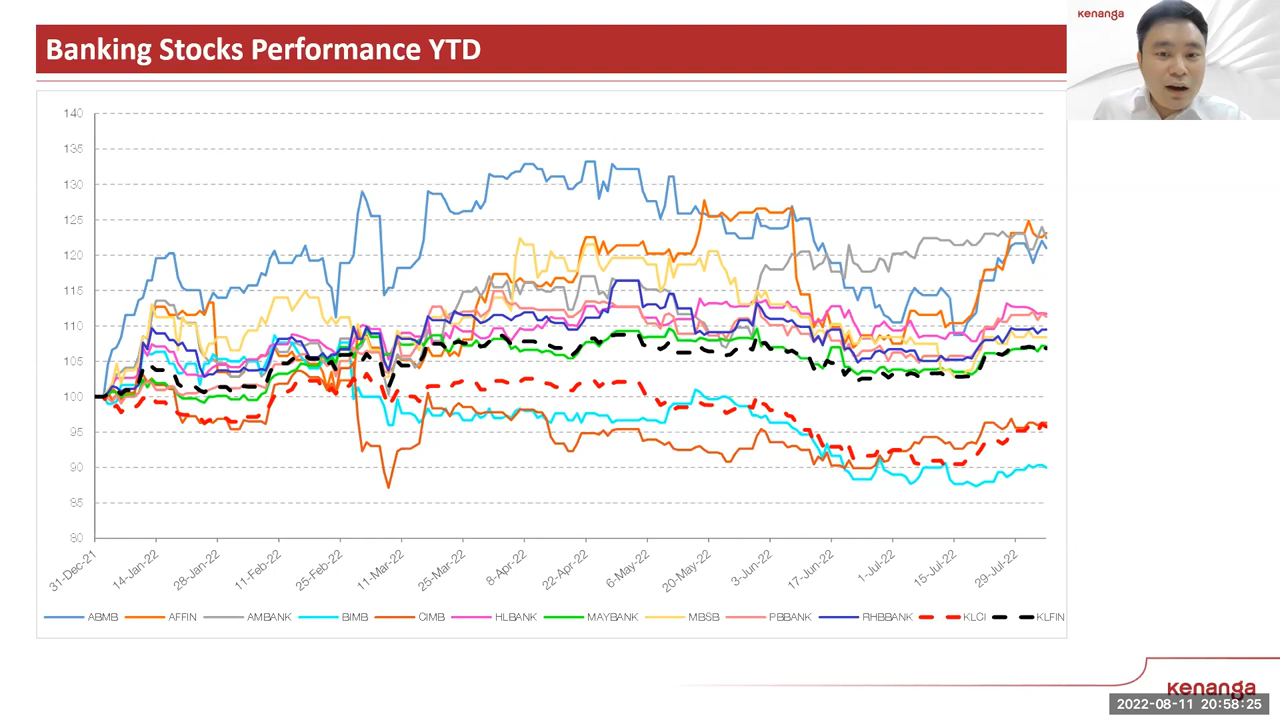 Banking Stocks Performance YTD
kenanga
140
135
130
125
120
115
110
105
100
95
90
85
80
31-Dec-21
14-Jan-22
28-Jan-22
11-Feb-22
25-Feb-22
11-Mar-22
25-Mar-22
8-Apr-22
22-Apr-22
6-May-22
20-May-22
3-Jun-22
17-Jun-22
1-Jul-22
15-Jul-22
29-Jul-22
ABMB AFFIN AMBANK BIMB CIMB HLBANK MAYBANK MBSB PBBANK RHBBANK KLCI KLFIN
kenanga
2022-08-11 20:58:25